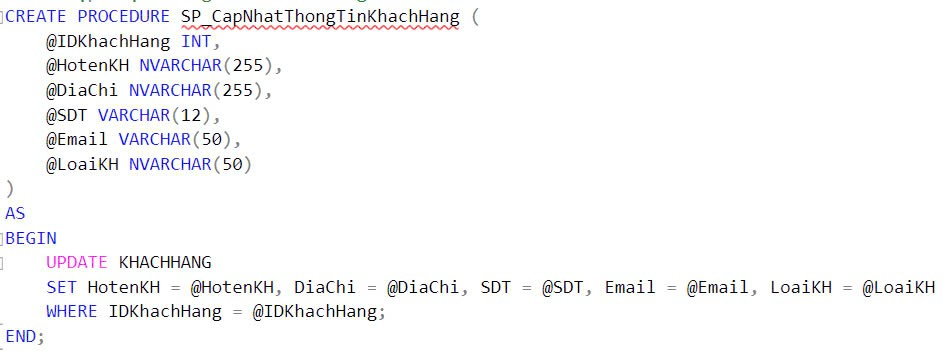 CREATE PROCEDURE SP_CapNhatThongTinKhachHang (
    @IDKhachHang INT,
    @HotenKH NVARCHAR(255),
    @DiaChi NVARCHAR(255),
    @SDT VARCHAR(12),
    @Email VARCHAR(50),
    @LoaiKH NVARCHAR(50)
)
AS
BEGIN
    UPDATE KHACHHANG
    SET HotenKH = @HotenKH, DiaChi = @DiaChi, SDT = @SDT, Email = @Email, LoaiKH = @LoaiKH
    WHERE IDKhachHang = @IDKhachHang;
END;